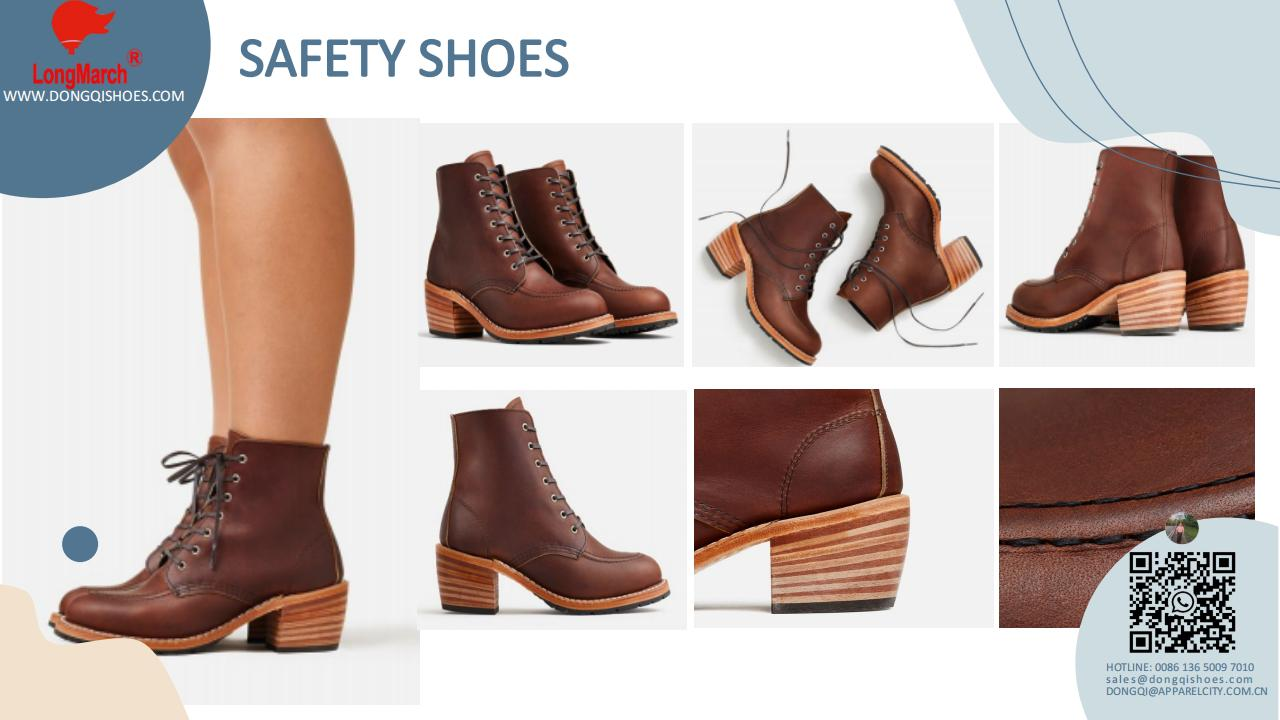 LongMarch®
WWW.DONGQISHOES.COM
SAFETY SHOES
HOTLINE: 0086 136 5009 7010
sales@dongqishoes.com
DONGQI@APPARELCITY.COM.CN